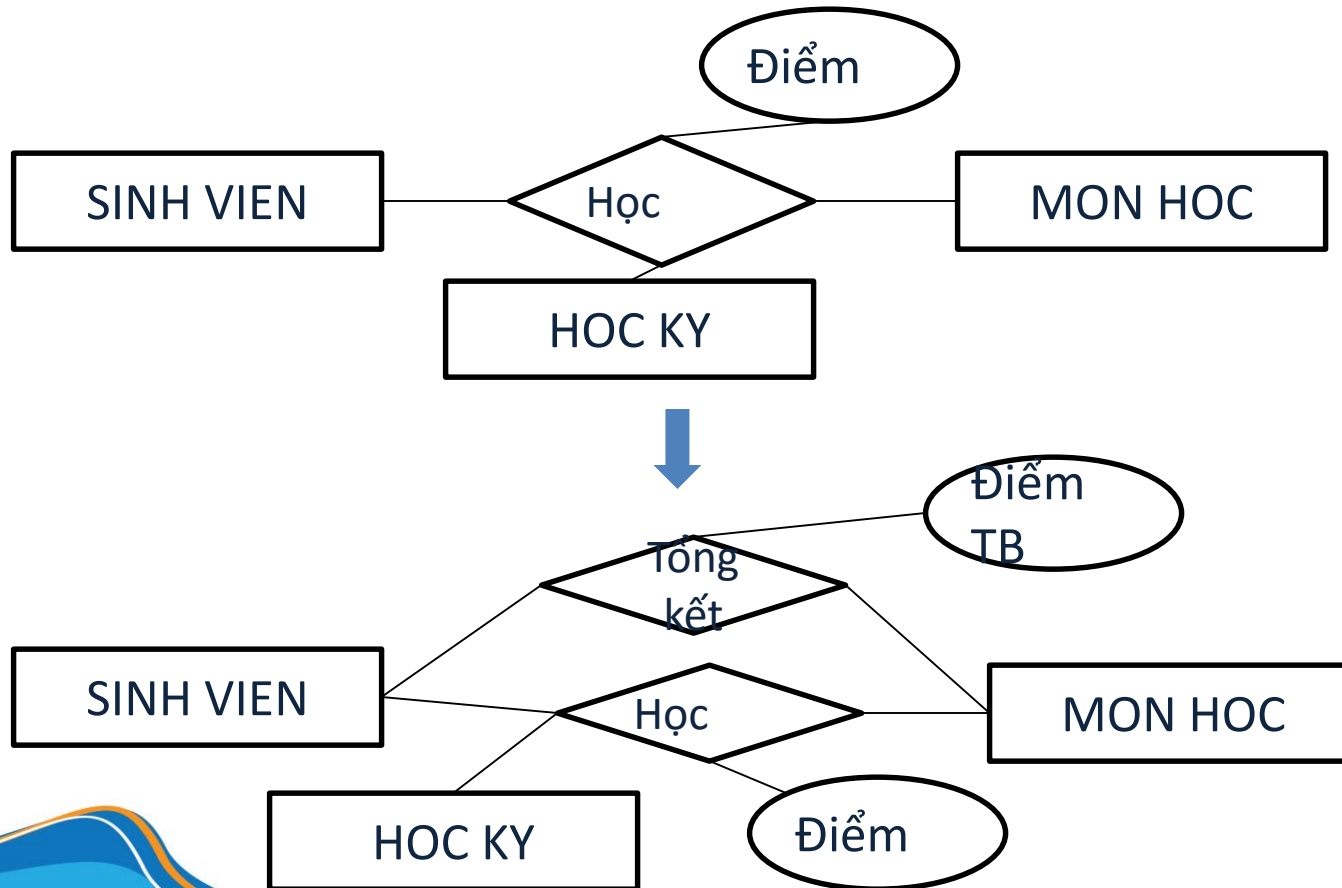 Điểm
SINH VIEN
Học
MON HOC
HOC KY
Điểm
TB
Tổng
kết
SINH VIEN
Học
MON HOC
HOC KY
Điểm